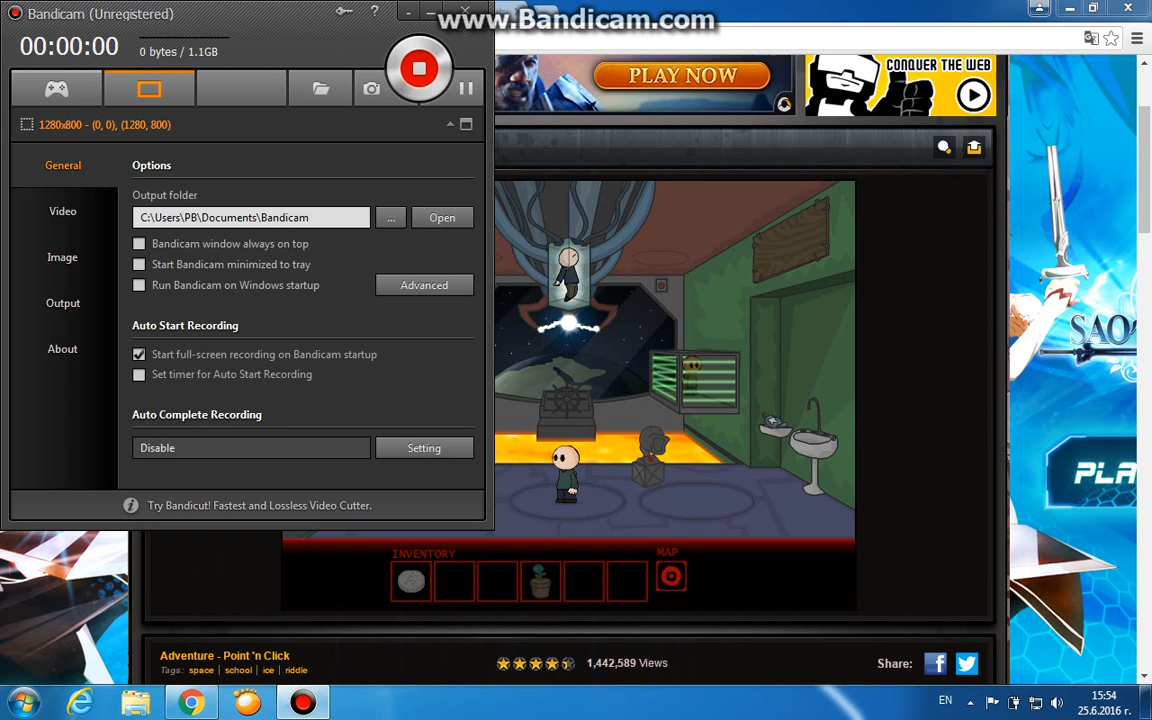 Bandicam (Unregistered)
www.Bandicam.com
00:00:00
0 bytes / 1.1GB
PLAY NOW
CONQUER THE WEB
1280x800 - (0, 0), (1280, 800)
General
Options
Output folder
C:\Users\PB\Documents\Bandicam
...
Open
Video
Bandicam window always on top
Image
Start Bandicam minimized to tray
Run Bandicam on Windows startup
Advanced
Output
Auto Start Recording
About
Start full-screen recording on Bandicam startup
Set timer for Auto Start Recording
Auto Complete Recording
Disable
Setting
Try Bandicut! Fastest and Lossless Video Cutter.
SAO
PLA
INVENTORY
MAP
Adventure - Point 'n Click
Tags: space school ice riddle
1,442,589 Views
Share:
EN
15:54
25.6.2016 г.